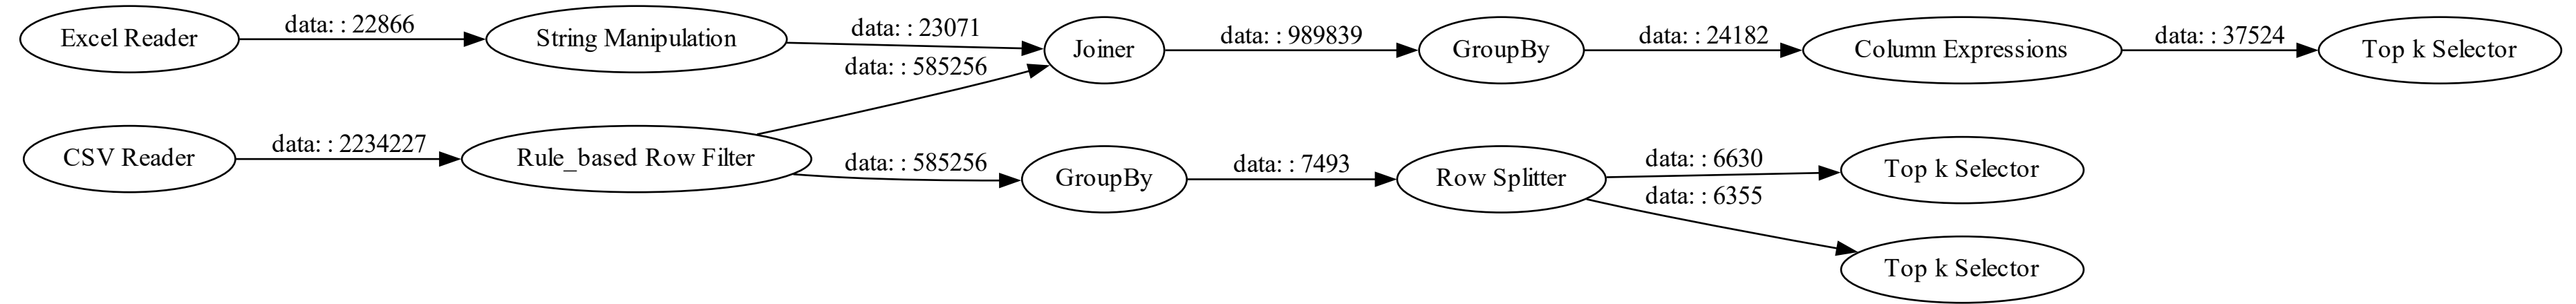 Excel Reader
data: : 22866
String Manipulation
data: : 23071
Joiner
data: : 989839
GroupBy
data: : 24182
Column Expressions
data: : 37524
Top k Selector
data: : 585256
CSV Reader
data: : 2234227
Rule_based Row Filter
data: : 585256
GroupBy
data: : 7493
Row Splitter
data: : 6630
Top k Selector
data: : 6355
Top k Selector